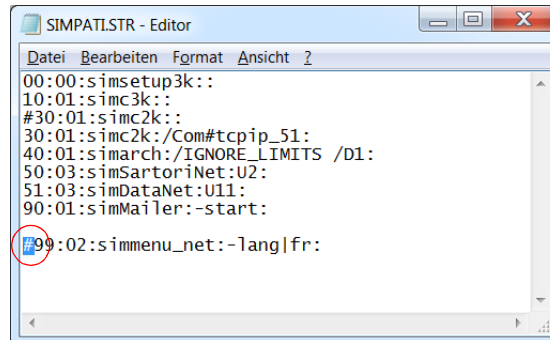 SIMPATI.STR - Editor
Datei Bearbeiten Format Ansicht ?
00:00:simsetup3k::
10:01:simc3k::
#30:01:simc2k::
30:01:simc2k:/Com#tcpip_51:
40:01:simarch:/IGNORE_LIMITS /D1:
50:03:simSartoriNet:U2:
51:03:simDataNet:U11:
90:01:simMailer:-start:
#99:02:simmenu_net:-lang|fr: